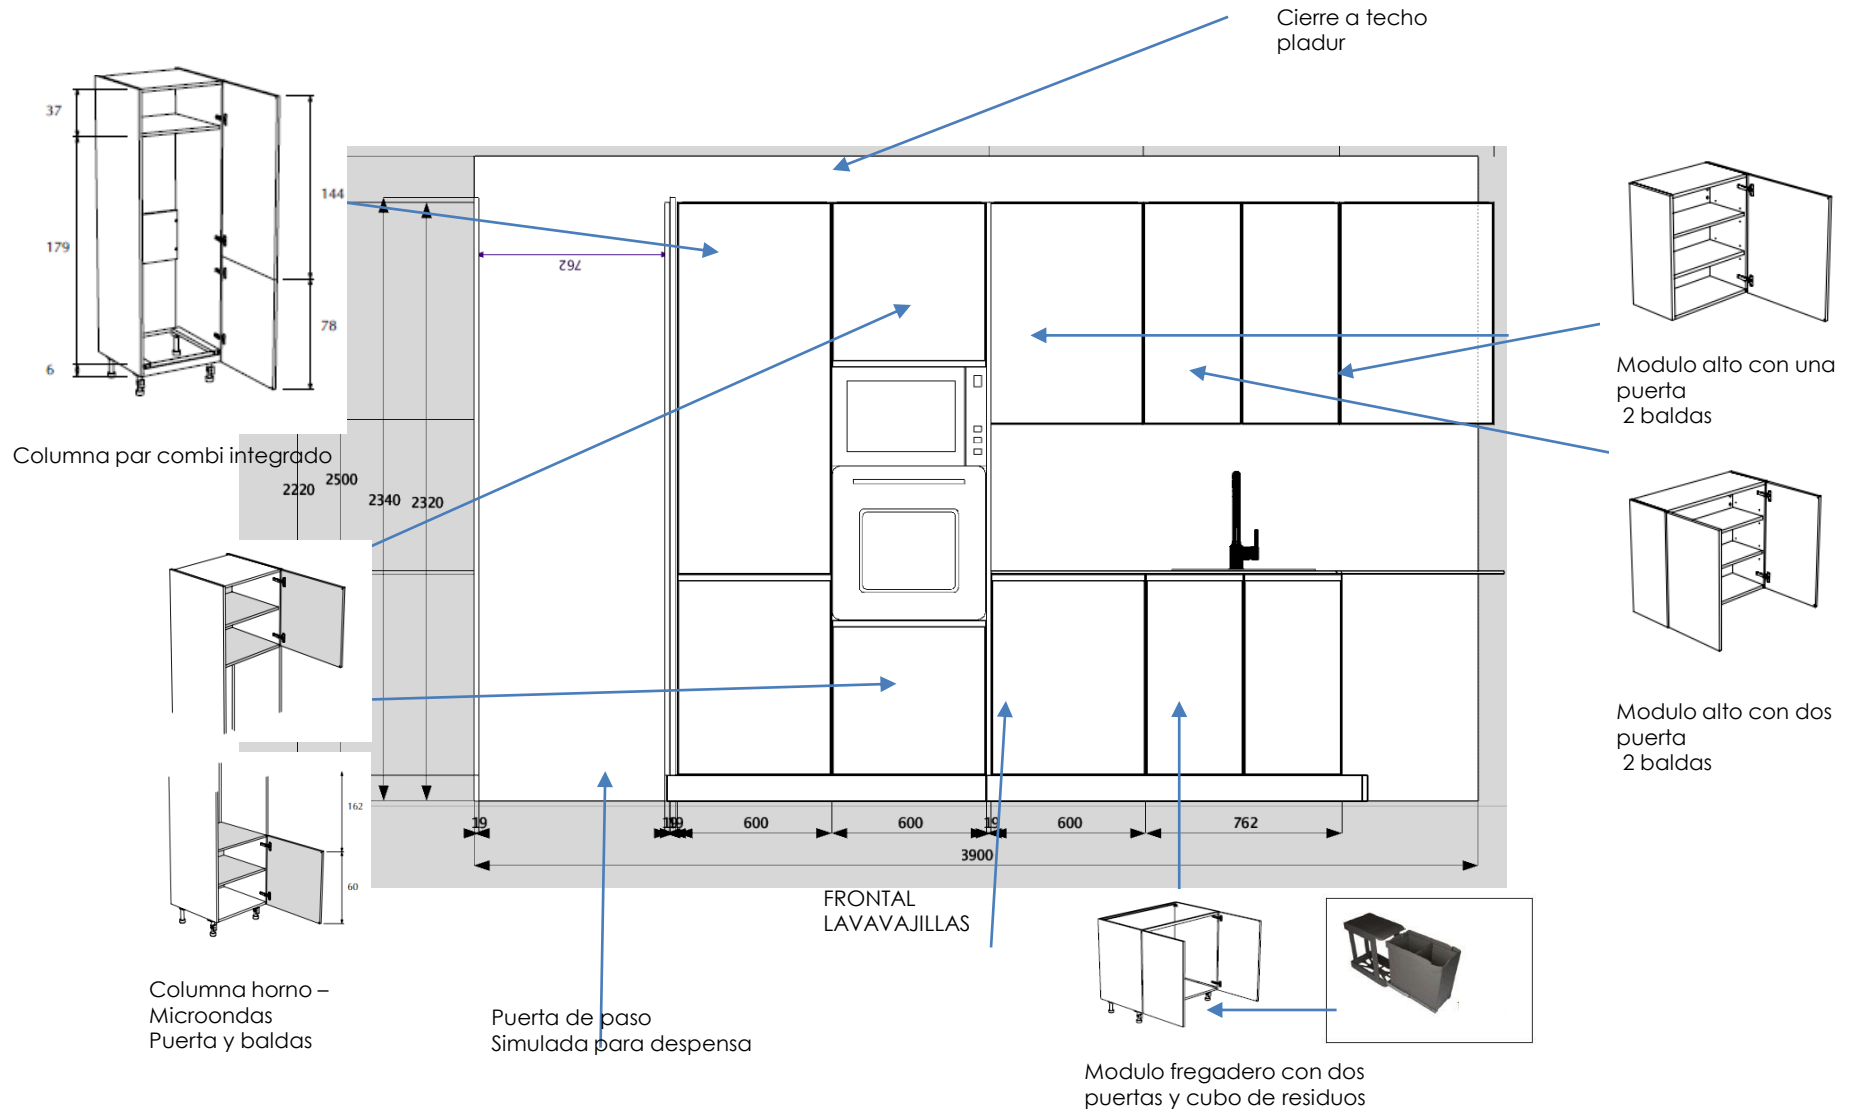 Cierre a techo
pladur
37
144
179
78
6
Columna par combi integrado
762
2220
2500
2340
2320
Modulo alto con una
puerta
2 baldas
Modulo alto con dos
puerta
2 baldas
162
60
19
600
600
19
600
762
3900
FRONTAL
LAVAVAJILLAS
Columna horno –
Microondas
Puerta y baldas
Puerta de paso
Simulada para despensa
Modulo fregadero con dos
puertas y cubo de residuos